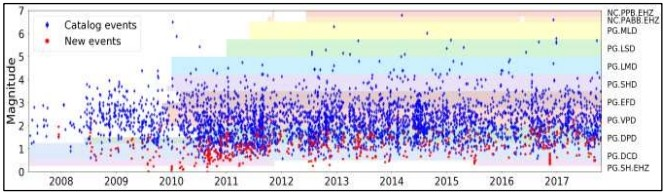 Catalog events
New events
Magnitude
7
6
5
4
3
2
1
0
2008 2009 2010 2011 2012 2013 2014 2015 2016 2017
NC.PPB.EHZ
NC.PABB.EHZ
PG.MLD
PG.LSD
PG.LMD
PG.SHD
PG.EFD
PG.VPD
PG.DPD
PG.DCD
PG.SH.EHZ